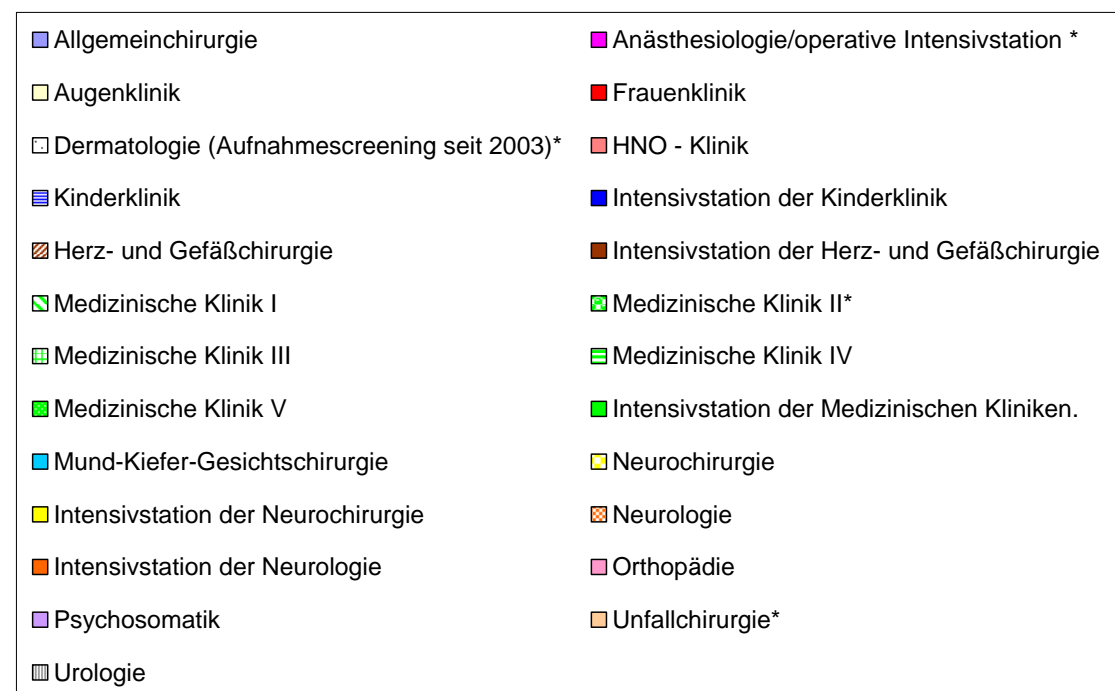 Allgemeinchirurgie Anästhesiologie/operative Intensivstation *
Augenklinik Frauenklinik
Dermatologie (Aufnahmescreening seit 2003)* HNO - Klinik
Kinderklinik Intensivstation der Kinderklinik
Herz- und Gefäßchirurgie Intensivstation der Herz- und Gefäßchirurgie
Medizinische Klinik I Medizinische Klinik II*
Medizinische Klinik III Medizinische Klinik IV
Medizinische Klinik V Intensivstation der Medizinischen Kliniken.
Mund-Kiefer-Gesichtschirurgie Neurochirurgie
Intensivstation der Neurochirurgie Neurologie
Intensivstation der Neurologie Orthopädie
Psychosomatik Unfallchirurgie*
Urologie